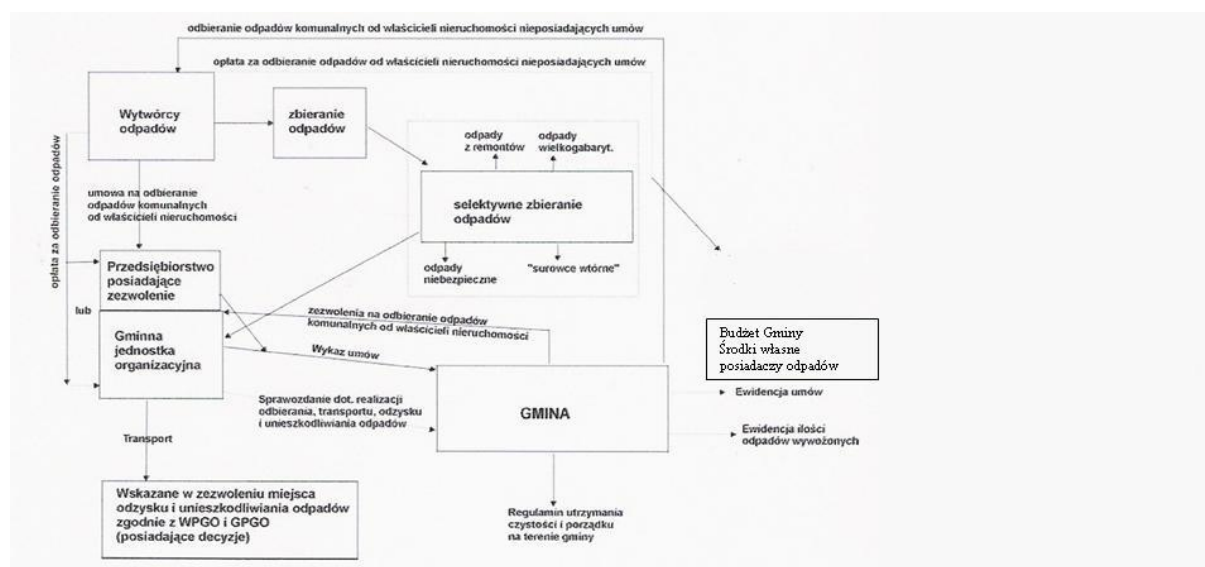 odbieranie odpadów komunalnych od właścicieli nieruchomości nieposiadających umów
opłata za odbieranie odpadów od właścicieli nieruchomości nieposiadających umów
Wytwórcy
odpadów
zbieranie
odpadów
odpady
z remontów
odpady
wielkogabaryt.
selektywne zbieranie
odpadów
odpady
niebezpieczne
"surowce wtórne"
opłata za odbieranie odpadów
umowa na odbieranie
odpadów komunalnych
od właścicieli nieruchomości
Przedsiębiorstwo
posiadające
zezwolenie
lub
Gminna
jednostka
organizacyjna
zezwolenia na odbieranie odpadów
komunalnych od właścicieli nieruchomości
Wykaz umów
Budżet Gminy
Środki własne
posiadaczy odpadów
Sprawozdanie dot. realizacji
odbierania, transportu, odzysku
i unieszkodliwiania odpadów
GMINA
Ewidencja umów
Ewidencja ilości
odpadów wywożonych
Transport
Wskazane w zezwoleniu miejsca
odzysku i unieszkodliwiania odpadów
zgodnie z WPGO i GPGO
(posiadające decyzje)
Regulamin utrzymania
czystości i porządku
na terenie gminy